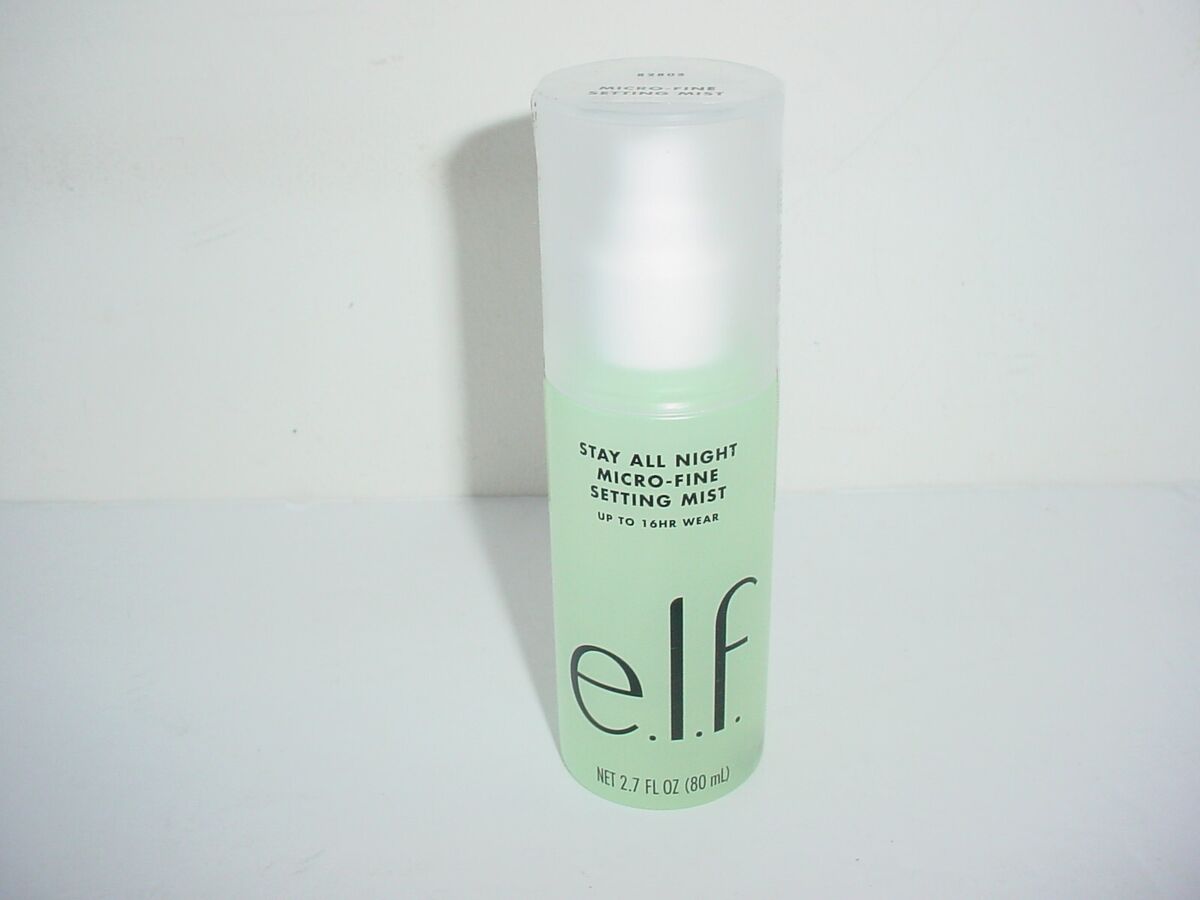 82803
MICRO-FINE
SETTING MIST
STAY ALL NIGHT
MICRO-FINE
SETTING MIST
UP TO 16HR WEAR
e.l.f.
NET 2.7 FL OZ (80 mL)